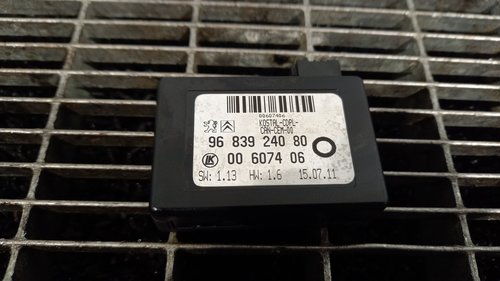 00607406
KOSTAL-CDPL-
CAN-CEM-00
96 839 240 80
LK 00 6074 06
SW: 1.13 HW: 1.6 15.07.11